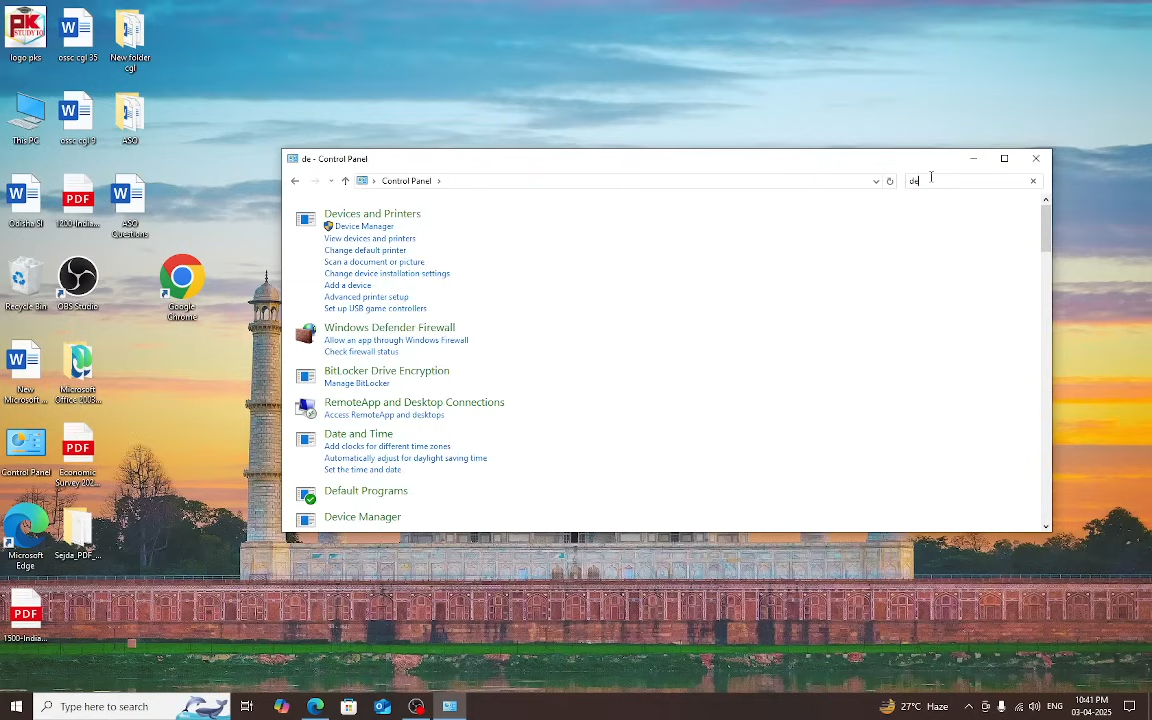 PK
STUDY IQ
logo pks
ossc cgl 35
New folder
cgl
This PC
ossc cgl 9
ASO
Odisha SI
1200-India...
ASO
Questions
Recycle Bin
OBS Studio
Google
Chrome
New
Microsoft ...
Microsoft
Office 2003...
Control Panel
Economic
Survey 202...
Microsoft
Edge
Sejda_PDF_...
1500-India...
PDF
PDF
PDF
de - Control Panel
Control Panel
de
Devices and Printers
Device Manager
View devices and printers
Change default printer
Scan a document or picture
Change device installation settings
Add a device
Advanced printer setup
Set up USB game controllers
Windows Defender Firewall
Allow an app through Windows Firewall
Check firewall status
BitLocker Drive Encryption
Manage BitLocker
RemoteApp and Desktop Connections
Access RemoteApp and desktops
Date and Time
Add clocks for different time zones
Automatically adjust for daylight saving time
Set the time and date
Default Programs
Device Manager
Type here to search
27°C Haze
ENG
10:41 PM
03-04-2025